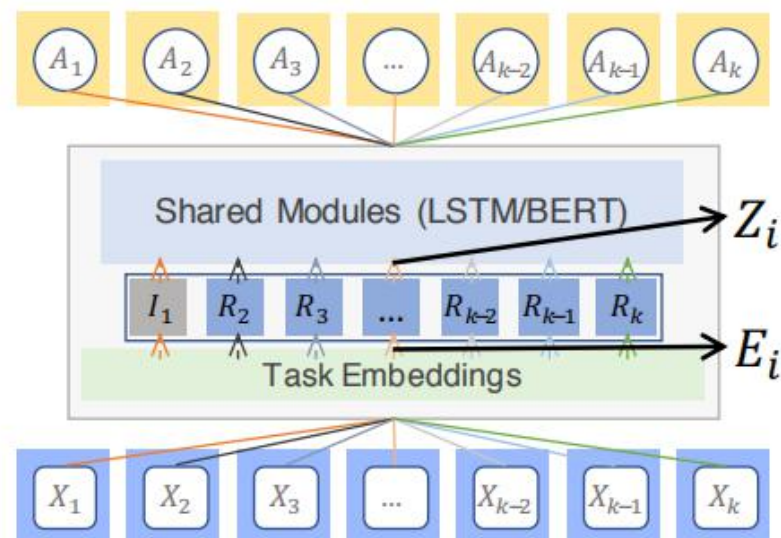 A₁ A₂ A₃ ... Aₖ₋₂ Aₖ₋₁ Aₖ
Shared Modules (LSTM/BERT)
Zᵢ
I₁ R₂ R₃ ... Rₖ₋₂ Rₖ₋₁ Rₖ
Eᵢ
Task Embeddings
X₁ X₂ X₃ ... Xₖ₋₂ Xₖ₋₁ Xₖ